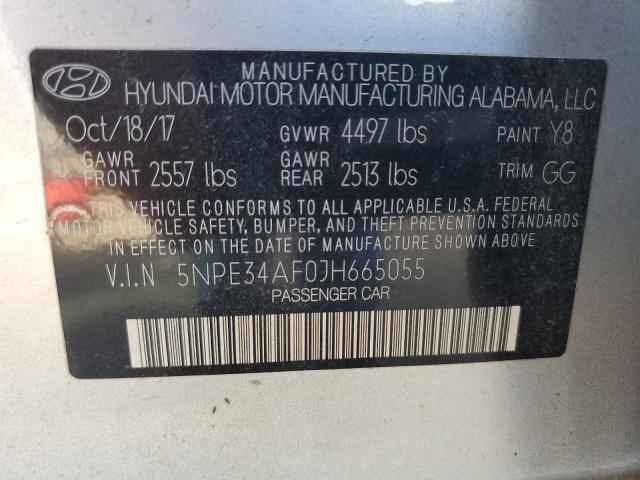 MANUFACTURED BY
HYUNDAI MOTOR MANUFACTURING ALABAMA, LLC
Oct/18/17 GVWR 4497 lbs PAINT Y8
GAWR FRONT 2557 lbs GAWR REAR 2513 lbs TRIM GG
THIS VEHICLE CONFORMS TO ALL APPLICABLE U.S.A. FEDERAL
MOTOR VEHICLE SAFETY, BUMPER, AND THEFT PREVENTION STANDARDS
IN EFFECT ON THE DATE OF MANUFACTURE SHOWN ABOVE.
V.I.N 5NPE34AF0JH665055
PASSENGER CAR